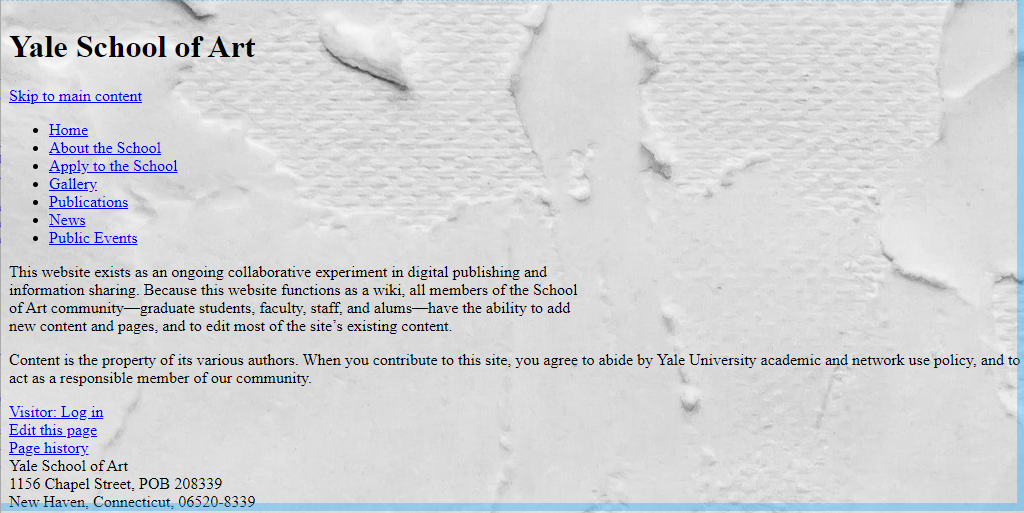 Yale School of Art
Skip to main content
Home
About the School
Apply to the School
Gallery
Publications
News
Public Events
This website exists as an ongoing collaborative experiment in digital publishing and
information sharing. Because this website functions as a wiki, all members of the School
of Art community—graduate students, faculty, staff, and alums—have the ability to add
new content and pages, and to edit most of the site’s existing content.
Content is the property of its various authors. When you contribute to this site, you agree to abide by Yale University academic and network use policy, and to
act as a responsible member of our community.
Visitor: Log in
Edit this page
Page history
Yale School of Art
1156 Chapel Street, POB 208339
New Haven, Connecticut, 06520-8339